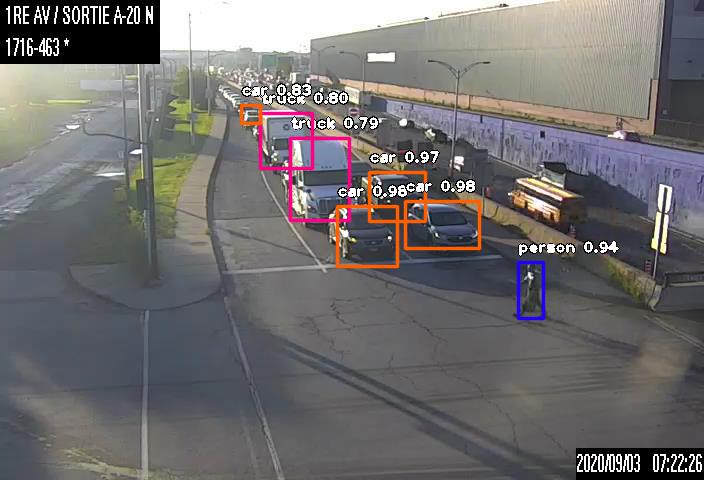 1RE AV / SORTIE A-20 N
1716-463 *
car 0.83
truck 0.80
truck 0.79
car 0.97
car 0.98
car 0.98
person 0.94
2020/09/03 07:22:26